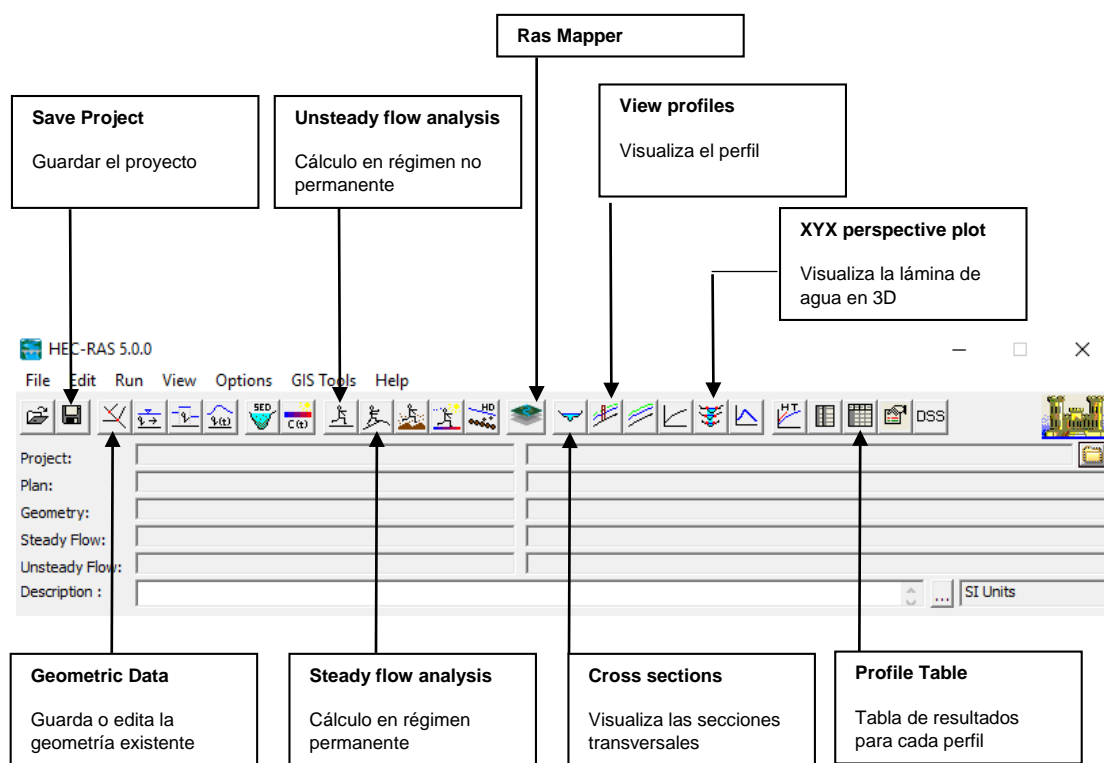 Ras Mapper
Save Project
Guardar el proyecto
Unsteady flow analysis
Cálculo en régimen no
permanente
View profiles
Visualiza el perfil
XYX perspective plot
Visualiza la lámina de
agua en 3D
HEC-RAS 5.0.0
File Edit Run View Options GIS Tools Help
SED C(t) HD HT DSS
Project:
Plan:
Geometry:
Steady Flow:
Unsteady Flow:
Description : ... SI Units
Geometric Data
Guarda o edita la
geometría existente
Steady flow analysis
Cálculo en régimen
permanente
Cross sections
Visualiza las secciones
transversales
Profile Table
Tabla de resultados
para cada perfil